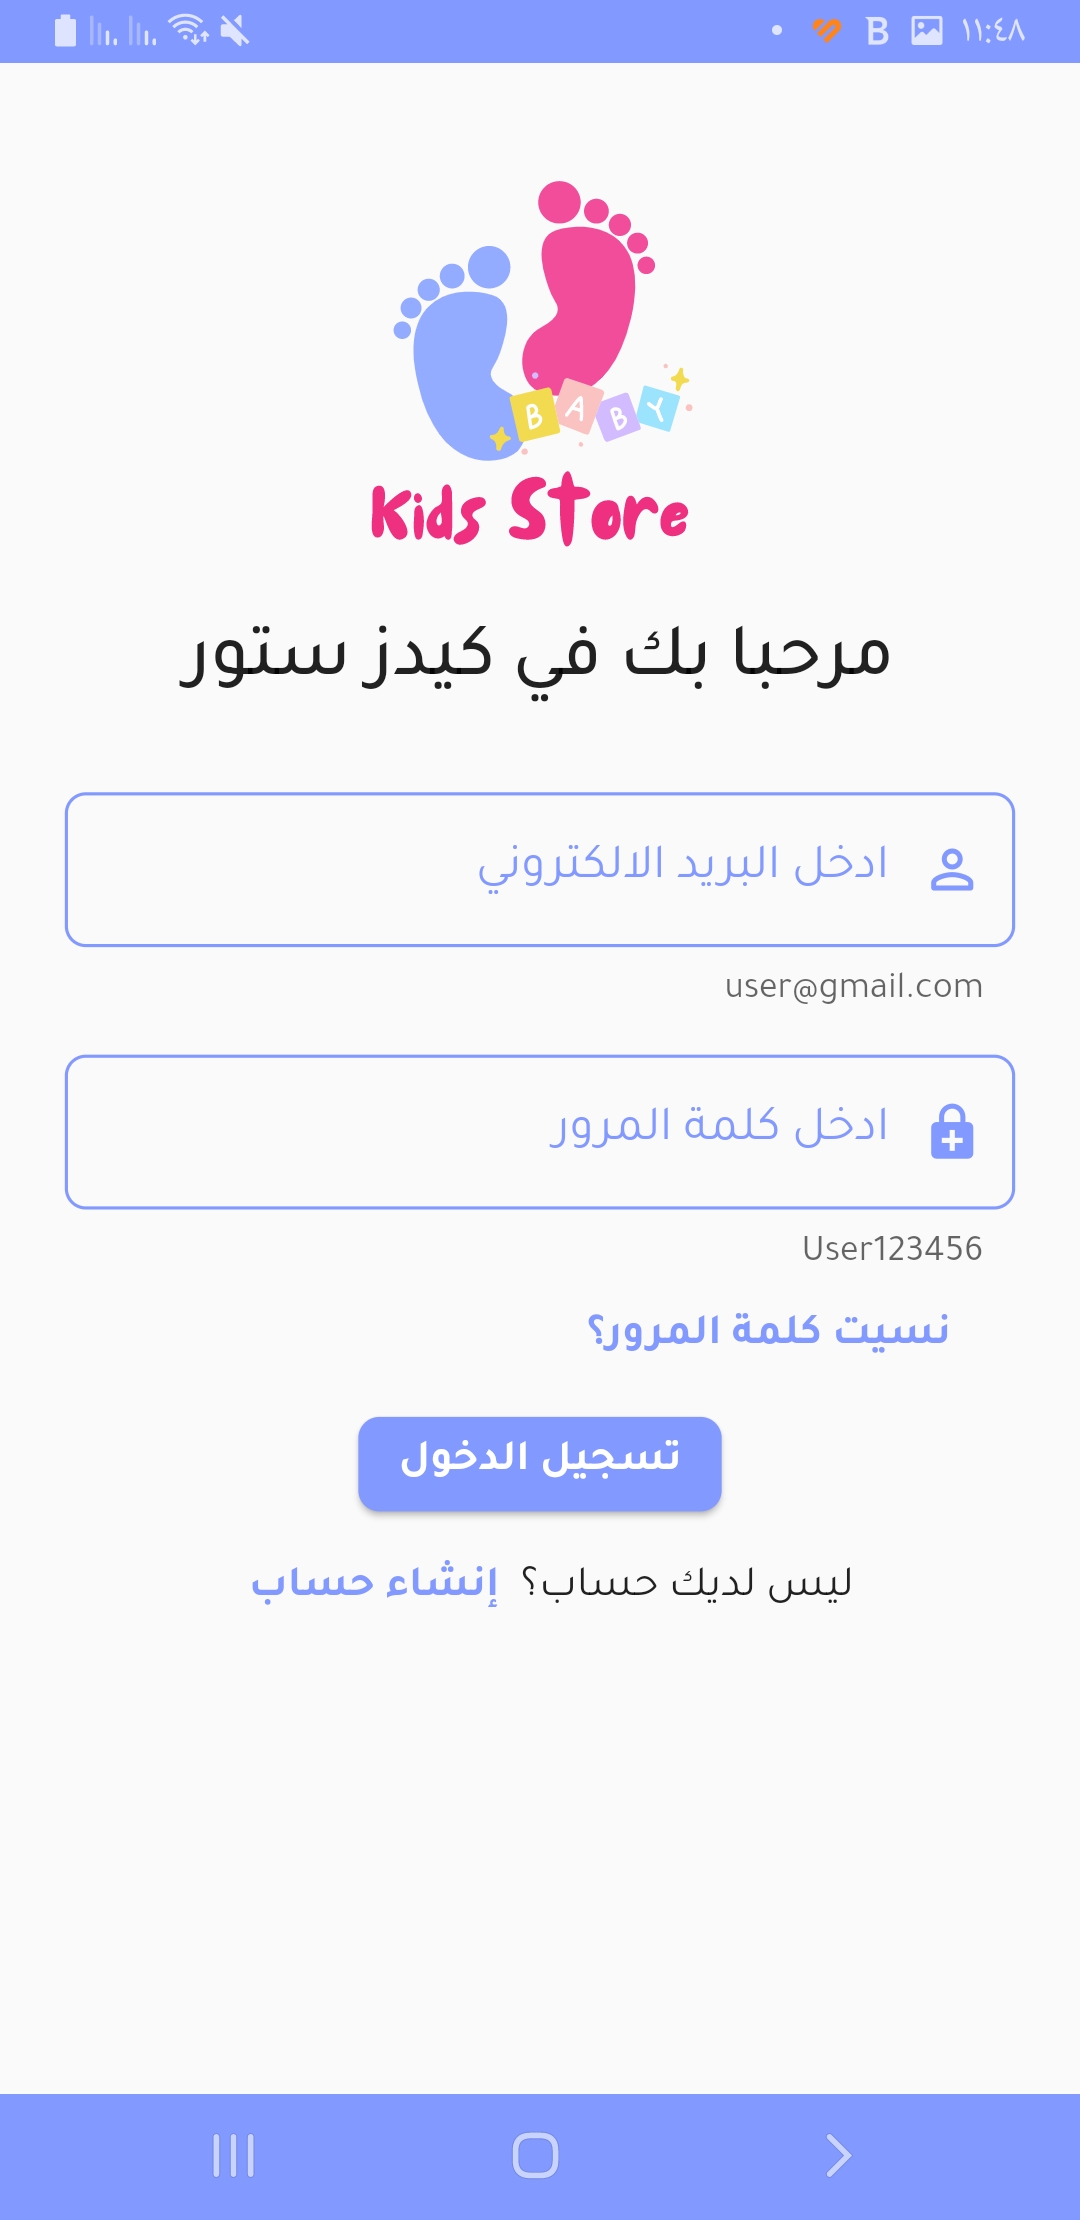 ١١:٤٨
B
BABY
Kids Store
مرحبا بك في كيدز ستور
ادخل البريد الالكتروني
user@gmail.com
ادخل كلمة المرور
User123456
نسيت كلمة المرور؟
تسجيل الدخول
ليس لديك حساب؟ إنشاء حساب